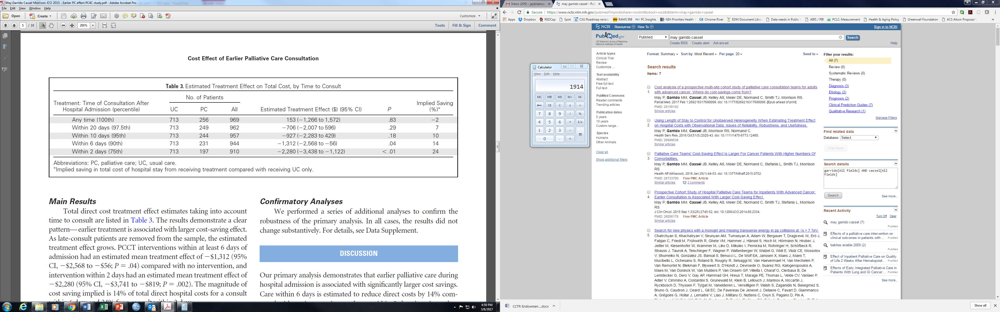 May Garrido Cassel Morrison JCO 2015 - Earlier PC effect PC4C study.pdf - Adobe Acrobat Pro
File Edit View Window Help
Open Create Customize
5 / 10 200% Tools Fill & Sign Comment
Cost Effect of Earlier Palliative Care Consultation
Table 3. Estimated Treatment Effect on Total Cost, by Time to Consult
No. of Patients
Treatment: Time of Consultation After Implied Saving
Hospital Admission (percentile) UC PC All Estimated Treatment Effect ($) (95% CI) P (%)*
Any time (100th) 713 256 969 153 (−1,266 to 1,572) .83 −2
Within 20 days (97.5th) 713 249 962 −706 (−2,007 to 596) .29 7
Within 10 days (95th) 713 244 957 −927 (−2,283 to 429) .18 10
Within 6 days (90th) 713 231 944 −1,312 (−2,568 to −56) .04 14
Within 2 days (75th) 713 197 910 −2,280 (−3,438 to −1,122) < .01 24
Abbreviations: PC, palliative care; UC, usual care.
*Implied saving in total cost of hospital stay from receiving treatment compared with receiving UC only.
Main Results
Total direct cost treatment effect estimates taking into account
time to consult are listed in Table 3. The results demonstrate a clear
pattern—earlier treatment is associated with larger cost-saving effect.
As late-consult patients are removed from the sample, the estimated
treatment effect grows. PCCT interventions within at least 6 days of
admission had an estimated mean treatment effect of −$1,312 (95%
CI, −$2,568 to −$56; P = .04) compared with no intervention, and
intervention within 2 days had an estimated mean treatment effect of
−$2,280 (95% CI, −$3,741 to −$819; P = .002). The magnitude of
cost saving implied is 14% of total direct hospital costs for a consult
Confirmatory Analyses
We performed a series of additional analyses to confirm the
robustness of the primary analysis. In all cases, the results did not
change substantively. For details, see Data Supplement.
DISCUSSION
Our primary analysis demonstrates that earlier palliative care during
hospital admission is associated with significantly larger cost savings.
Care within 6 days is estimated to reduce direct costs by 14% com-
4:59 PM
3/8/2017
Inbox (205) - jaybriancas may garrido cassel - Pub
Secure https://www.ncbi.nlm.nih.gov/pubmed?myncbishare=vcutml&otool=vculib&term=may+garrido+cassel
Apps Dropbox REDCap Spot CSU Roadmap revisio RAMS IRB PC Insights NIH Priorities Health Chrome River EDM Document Libra Data needs in Public AIRS / FIR PCLC: Measurement Health & Aging Policy Greenwall Foundation ACS Altum Proposal
NCBI Resources How To Sign in to NCBI
PubMed.gov
US National Library of Medicine
National Institutes of Health
PubMed may garrido cassel Search
Create RSS Create alert Advanced Help
Calculator
View Edit Help
1914
MC MR MS M+ M-
← CE C ± √
7 8 9 / %
4 5 6 * 1/x
1 2 3 - =
0 . +
Article types
Clinical Trial
Review
Customize ...
Text availability
Abstract
Free full text
Full text
PubMed Commons
Reader comments
Trending articles
Publication dates
5 years
10 years
Custom range...
Species
Humans
Other Animals
Clear all
Show additional filters
Format: Summary Sort by: Most Recent Per page: 20 Send to
Search results
Items: 7
Cost analysis of a prospective multi-site cohort study of palliative care consultation teams for adults
1. with advanced cancer: Where do cost-savings come from?
May P, Garrido MM, Cassel JB, Kelley AS, Meier DE, Normand C, Smith TJ, Morrison RS.
Palliat Med. 2017 Feb 1:269216317690098. doi: 10.1177/0269216317690098. [Epub ahead of print]
PMID: 28156192
Similar articles
Using Length of Stay to Control for Unobserved Heterogeneity When Estimating Treatment Effect
2. on Hospital Costs with Observational Data: Issues of Reliability, Robustness, and Usefulness.
May P, Garrido MM, Cassel JB, Morrison RS, Normand C.
Health Serv Res. 2016 Oct;51(5):2020-43. doi: 10.1111/1475-6773.12460.
PMID: 26898638
Similar articles
Palliative Care Teams' Cost-Saving Effect Is Larger For Cancer Patients With Higher Numbers Of
3. Comorbidities.
May P, Garrido MM, Cassel JB, Kelley AS, Meier DE, Normand C, Stefanis L, Smith TJ, Morrison
RS.
Health Aff (Millwood). 2016 Jan;35(1):44-53. doi: 10.1377/hlthaff.2015.0752.
PMID: 26733700 Free PMC Article
Similar articles 2 comments
Prospective Cohort Study of Hospital Palliative Care Teams for Inpatients With Advanced Cancer:
4. Earlier Consultation Is Associated With Larger Cost-Saving Effect.
May P, Garrido MM, Cassel JB, Kelley AS, Meier DE, Normand C, Smith TJ, Stefanis L, Morrison
RS.
J Clin Oncol. 2015 Sep 1;33(25):2745-52. doi: 10.1200/JCO.2014.60.2334.
PMID: 26056178 Free PMC Article
Similar articles
Search for new physics with a monojet and missing transverse energy in pp collisions at √s = 7 TeV.
5. Chatrchyan S, Khachatryan V, Sirunyan AM, Tumasyan A, Adam W, Bergauer T, Dragicevic M, Erö J,
Fabjan C, Friedl M, Frühwirth R, Ghete VM, Hammer J, Hänsel S, Hoch M, Hörmann N, Hrubec J,
Jeitler M, Kiesenhofer W, Krammer M, Liko D, Mikulec I, Pernicka M, Rohringer H, Schöfbeck R,
Strauss J, Taurok A, Teischinger F, Wagner P, Waltenberger W, Walzel G, Widl E, Wulz CE, Mossolov
V, Shumeiko N, Gonzalez JS, Bansal S, Benucci L, De Wolf EA, Janssen X, Maes J, Maes T,
Mucibello L, Ochesanu S, Roland B, Rougny R, Selvaggi M, Van Haevermaet H, Van Mechelen P,
Van Remortel N, Blekman F, Blyweert S, D'Hondt J, Devroede O, Suarez RG, Kalogeropoulos A,
Maes M, Van Doninck W, Van Mulders P, Van Onsem GP, Villella I, Charaf O, Clerbaux B, De
Lentdecker G, Dero V, Gay AP, Hammad GH, Hreus T, Marage PE, Thomas L, Velde CV, Vanlaer P,
Adler V, Cimmino A, Costantini S, Grunewald M, Klein B, Lellouch J, Marinov A, Mccartin J,
Ryckbosch D, Thyssen F, Tytgat M, Vanelderen L, Verwilligen P, Walsh S, Zaganidis N, Basegmez S,
Bruno G, Caudron J, Ceard L, Gil EC, De Favereau De Jeneret J, Delaere C, Favart D, Giammanco
A, Grégoire G, Hollar J, Lemaitre V, Liao J, Militaru O, Nuttens C, Ovyn S, Pagano D, Pin A,
Filter your results:
All (7)
Review (0)
Systematic Reviews (0)
Therapy (0)
Diagnosis (3)
Etiology (2)
Prognosis (2)
Clinical Prediction Guides (7)
Qualitative Research (1)
Manage Filters
Find related data
Database: Select
Find items
Search details
garrido[All Fields] AND cassel[All
Fields]
Search See more...
Recent Activity
Turn Off Clear
may garrido cassel (7)
PubMed
Effects of a palliative care intervention on
clinical outcomes in patients with ... PubMed
bakitas enable 2009 (2)
PubMed
Effect of Inpatient Palliative Care on Quality
of Life 2 Weeks After Hematopoiet... PubMed
Effects of Early Integrated Palliative Care in
Patients With Lung and GI Cancer:... PubMed
See more...
CCTR Endowmen....docx Show all